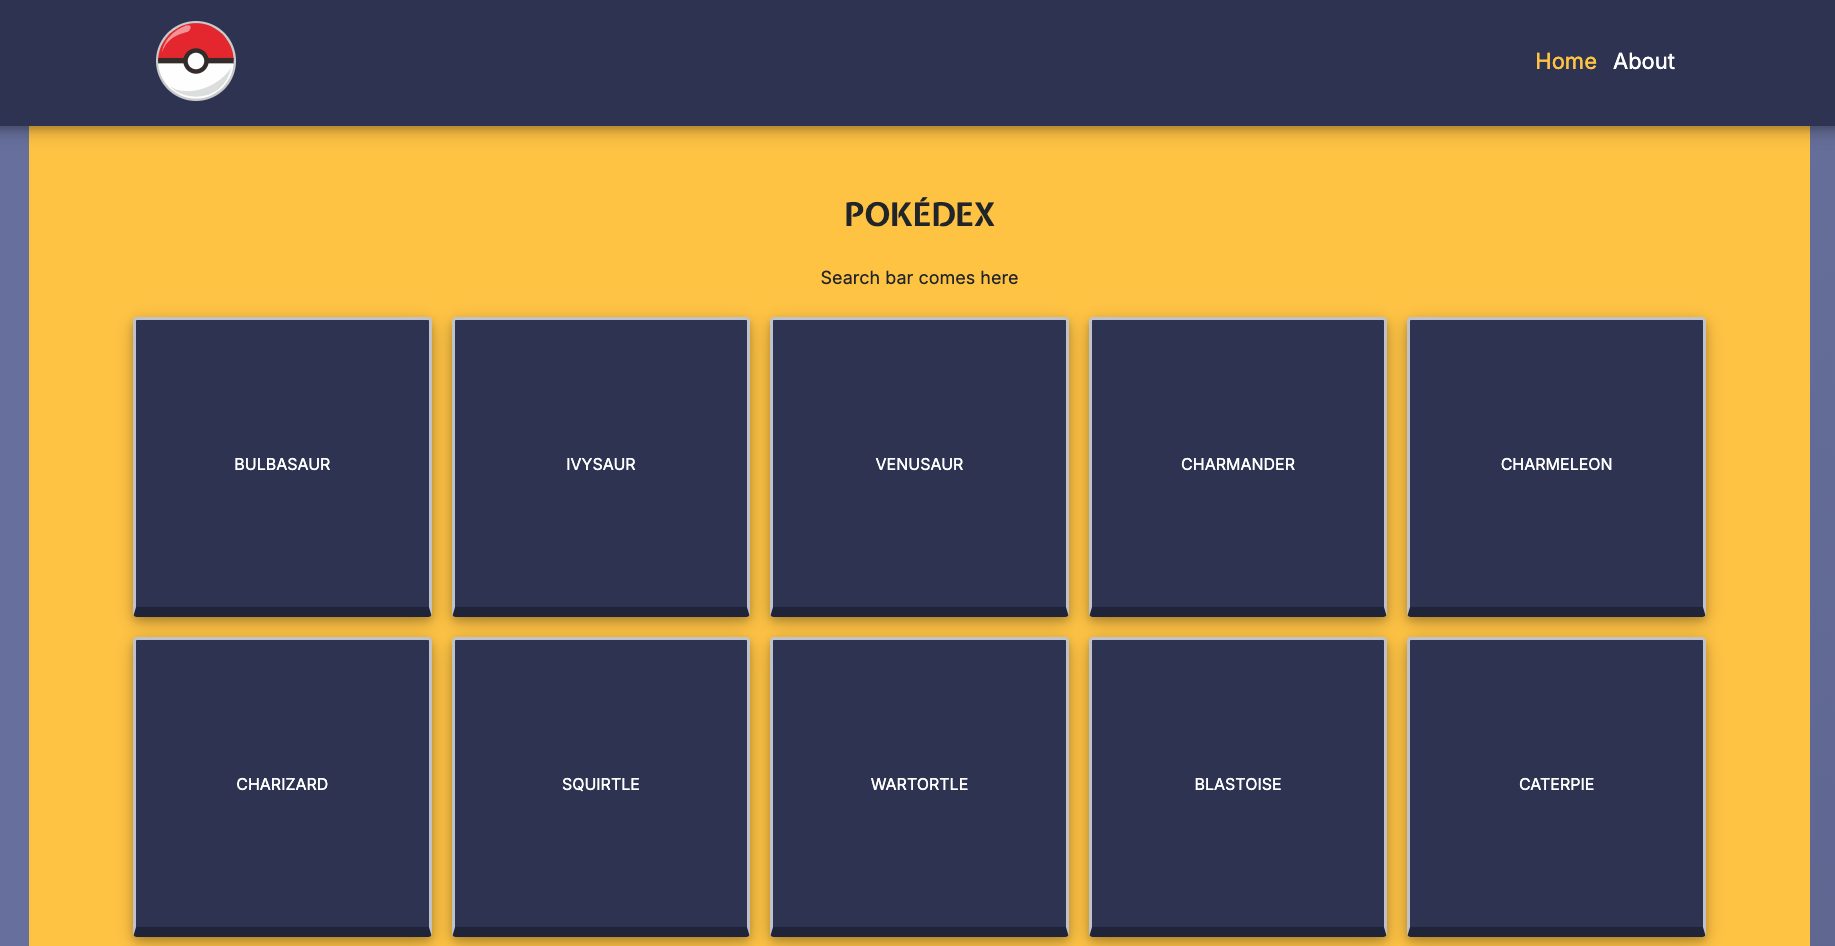 Home About
POKÉDEX
Search bar comes here
BULBASAUR IVYSAUR VENUSAUR CHARMANDER CHARMELEON
CHARIZARD SQUIRTLE WARTORTLE BLASTOISE CATERPIE